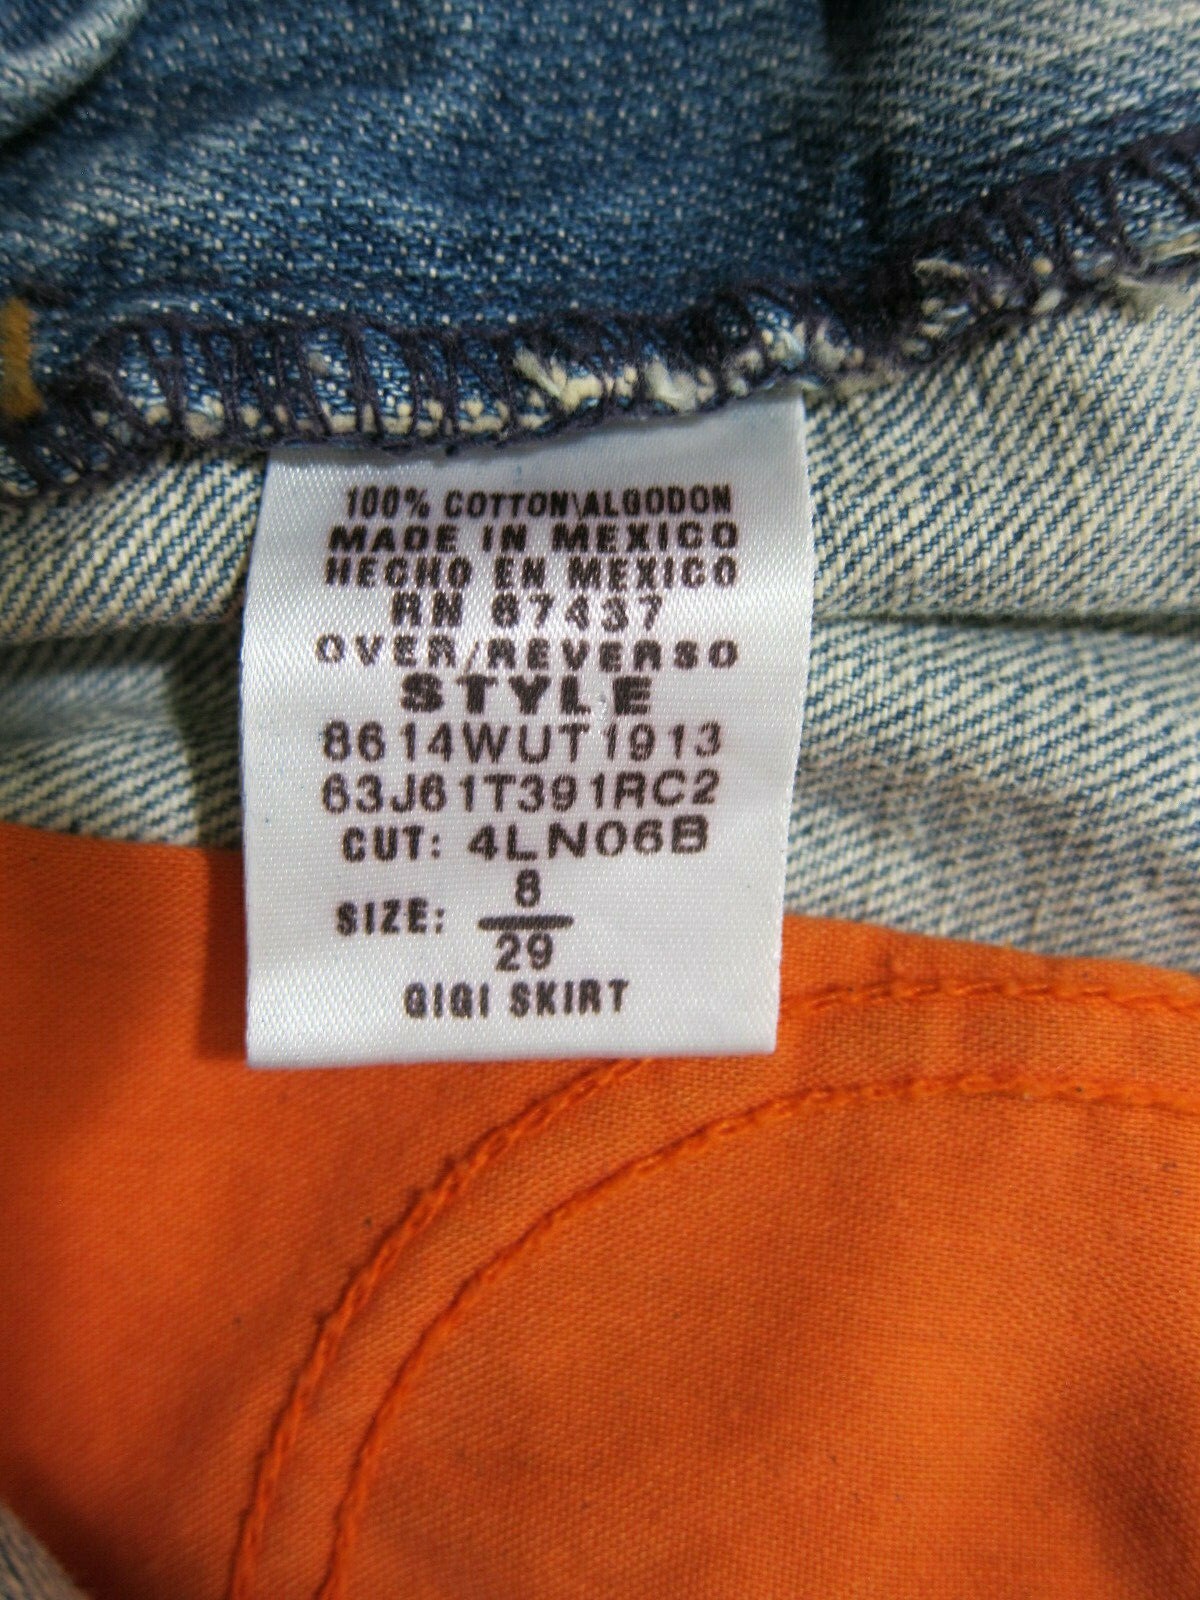 100% COTTON\ALGODON
MADE IN MEXICO
HECHO EN MEXICO
RN 67437
OVER/REVERSO
STYLE
8614WUT1913
63J61T391RC2
CUT: 4LN06B
8
SIZE:
29
GIGI SKIRT